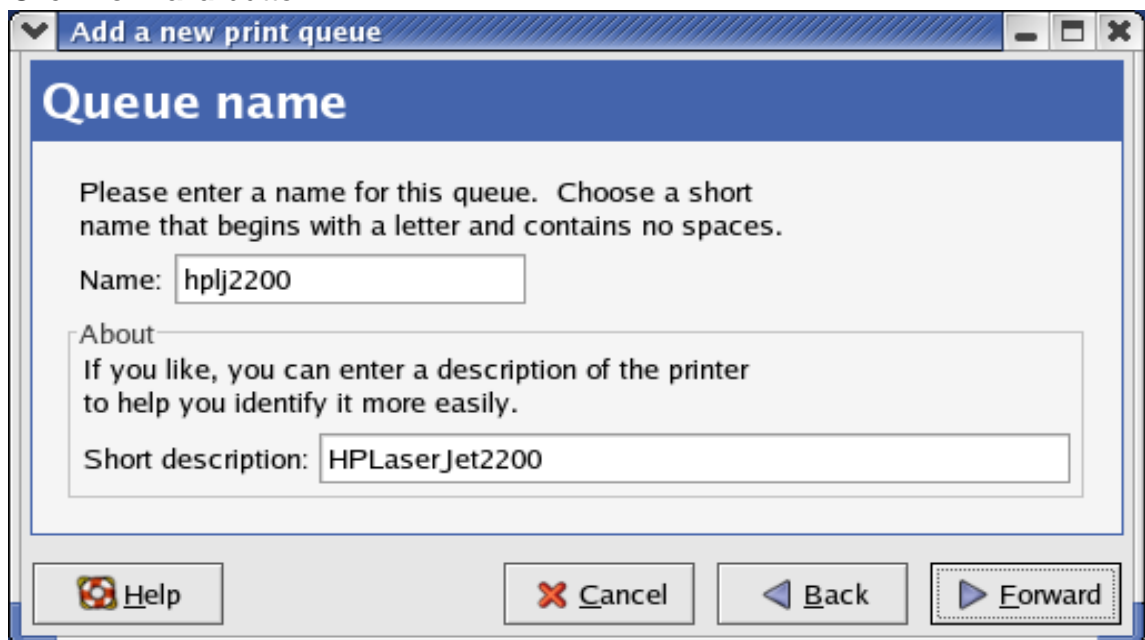 Add a new print queue
Queue name
Please enter a name for this queue.  Choose a short
name that begins with a letter and contains no spaces.
Name: hplj2200
About
If you like, you can enter a description of the printer
to help you identify it more easily.
Short description: HPLaserJet2200
Help Cancel Back Forward